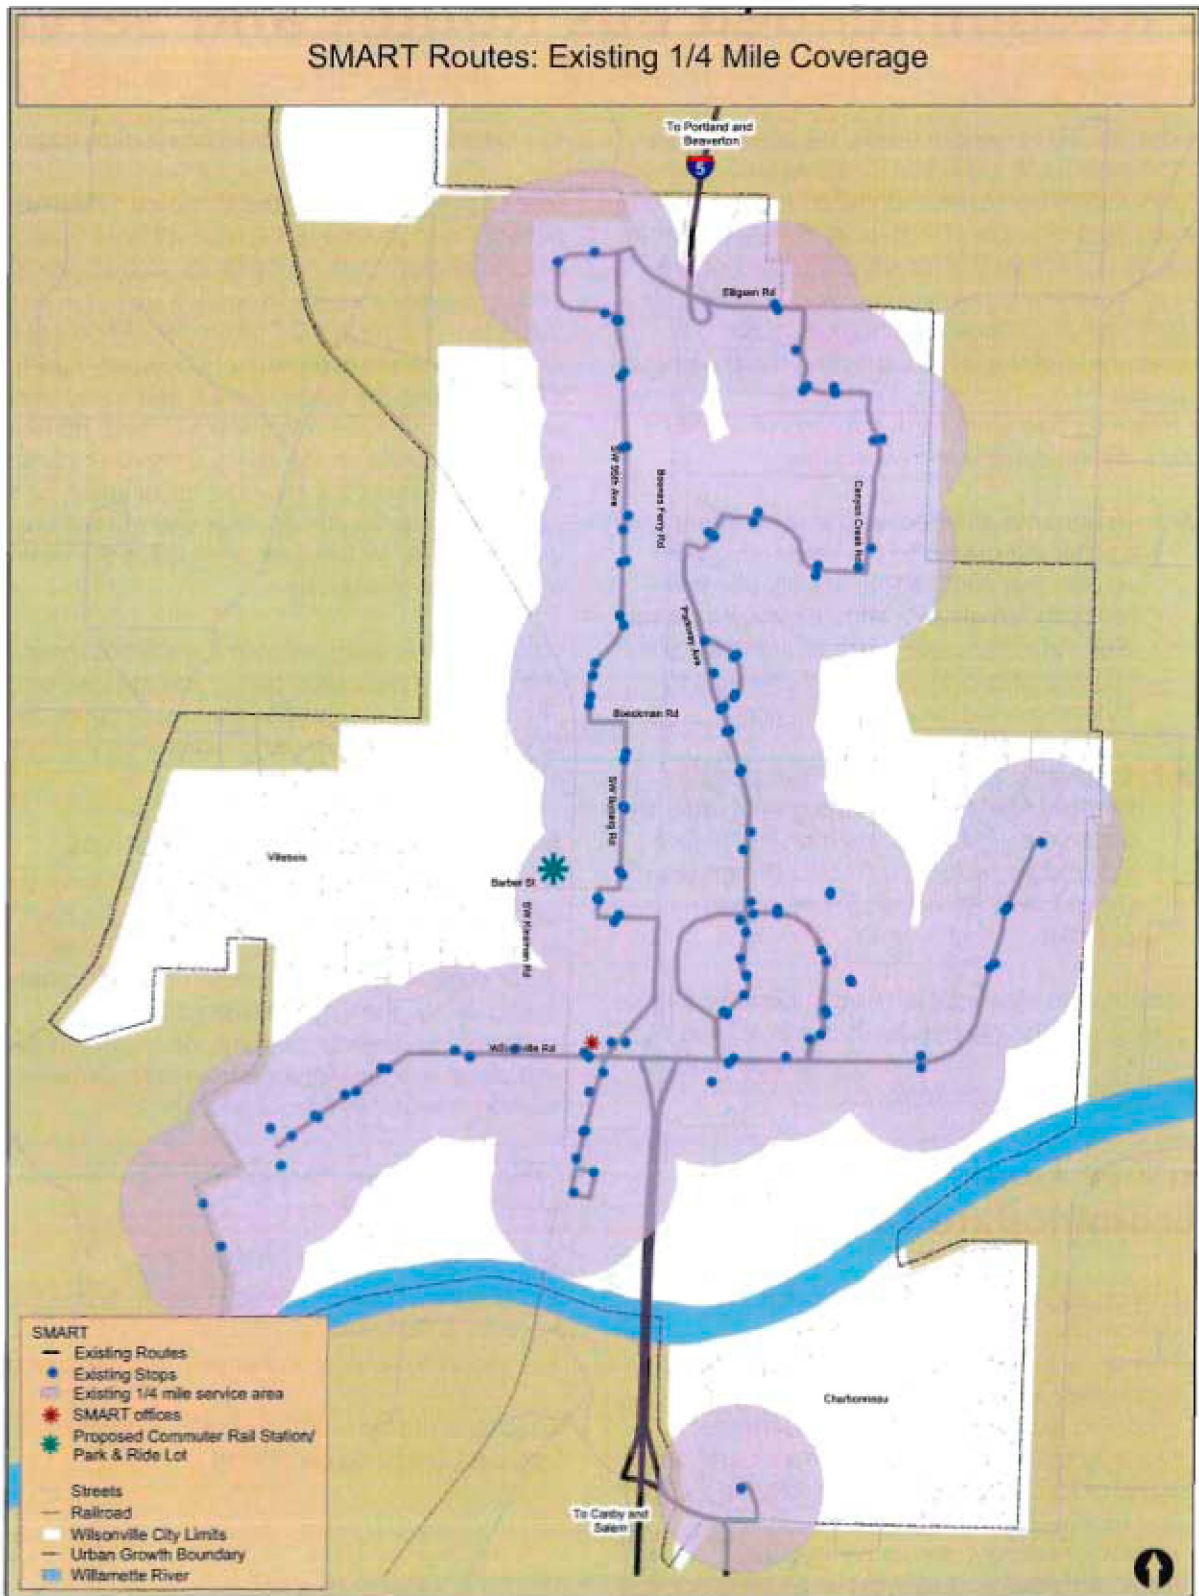 SMART Routes: Existing 1/4 Mile Coverage
To Portland and
Beaverton
5
Elligsen Rd
SW 95th Ave
Boones Ferry Rd
Canyon Creek Rd
Parkway Ave
Boeckman Rd
SW Boberg Rd
Villebois
Barber St
SW Kinsman Rd
Wilsonville Rd
Charbonneau
To Canby and
Salem
SMART
Existing Routes
Existing Stops
Existing 1/4 mile service area
SMART offices
Proposed Commuter Rail Station/
Park & Ride Lot
Streets
Railroad
Wilsonville City Limits
Urban Growth Boundary
Willamette River